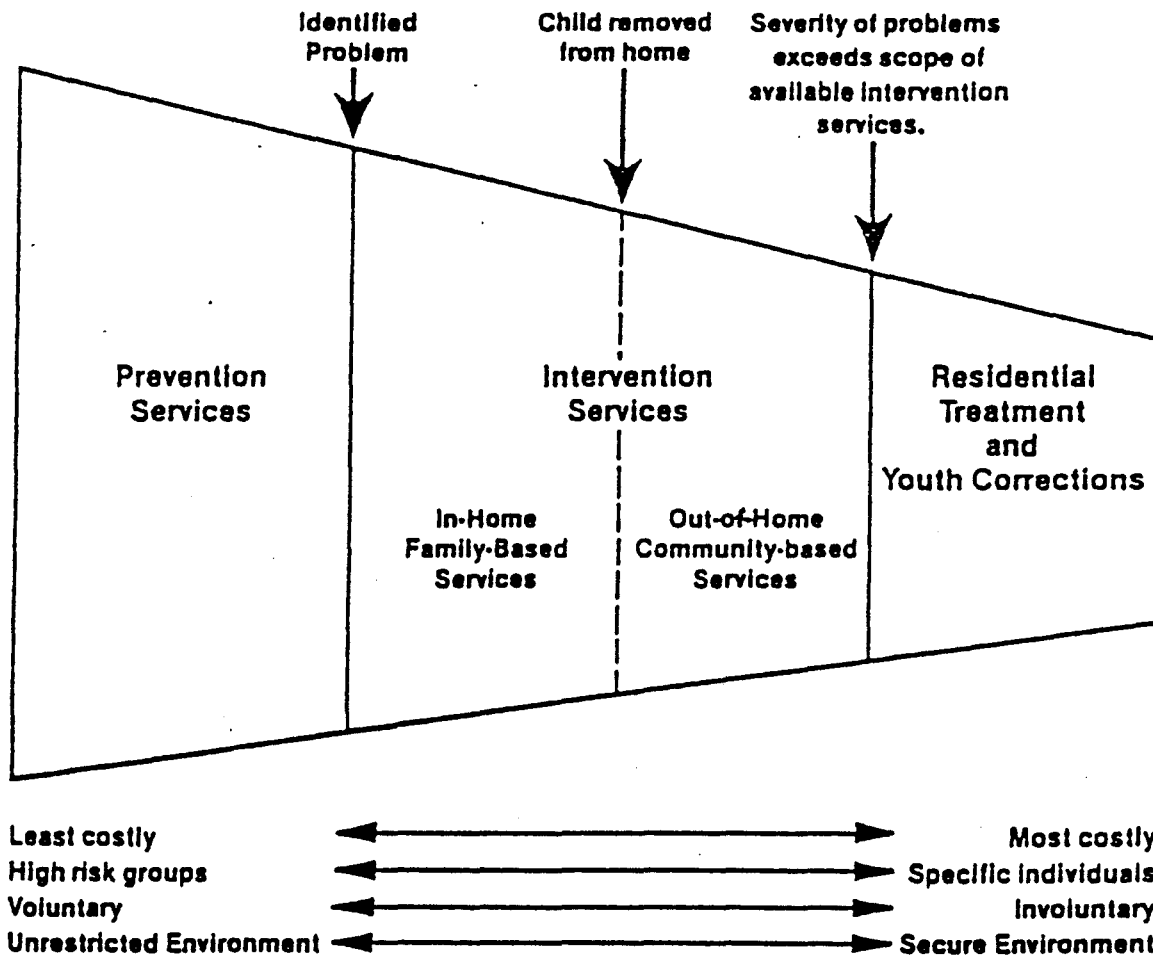 Identified
Problem
Child removed
from home
Severity of problems
exceeds scope of
available intervention
services.
Prevention
Services
Intervention
Services
Residential
Treatment
and
Youth Corrections
In-Home
Family-Based
Services
Out-of-Home
Community-based
Services
Least costly
Most costly
High risk groups
Specific individuals
Voluntary
Involuntary
Unrestricted Environment
Secure Environment